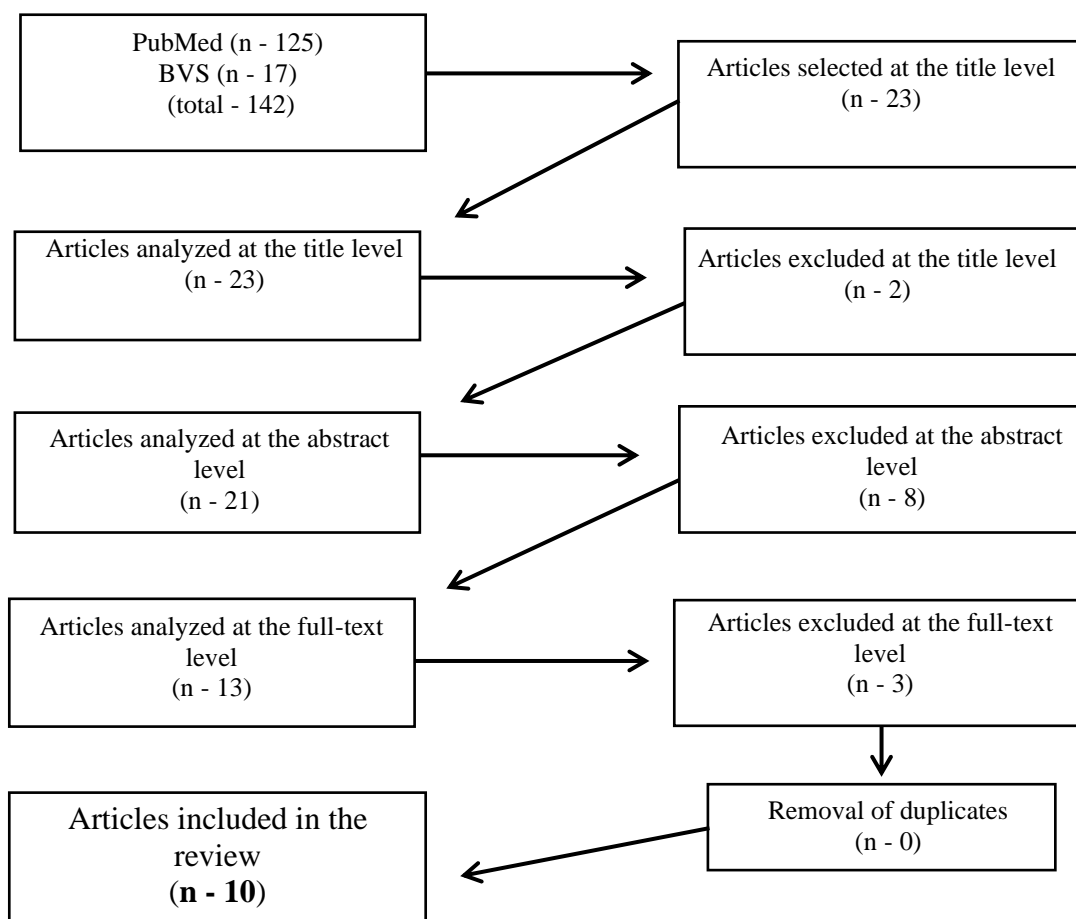 PubMed (n - 125)
BVS (n - 17)
(total - 142)
Articles selected at the title level
(n - 23)
Articles analyzed at the title level
(n - 23)
Articles excluded at the title level
(n - 2)
Articles analyzed at the abstract
level
(n - 21)
Articles excluded at the abstract
level
(n - 8)
Articles analyzed at the full-text
level
(n - 13)
Articles excluded at the full-text
level
(n - 3)
Removal of duplicates
(n - 0)
Articles included in the
review
(n - 10)